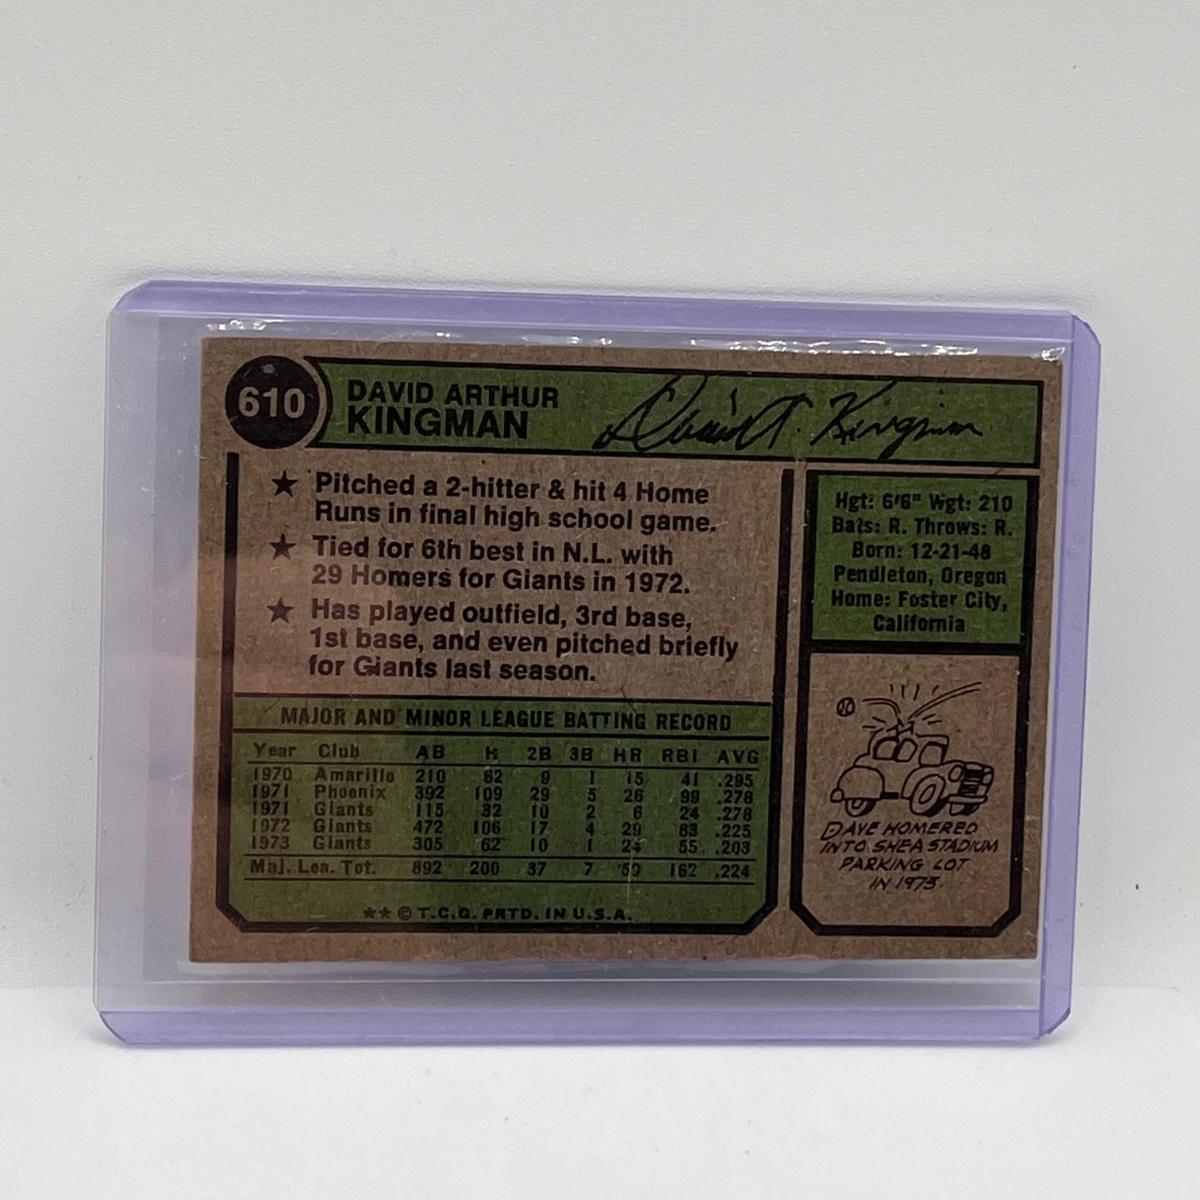 610
DAVID ARTHUR
KINGMAN
David A. Kingman
★ Pitched a 2-hitter & hit 4 Home
Runs in final high school game.
★ Tied for 6th best in N.L. with
29 Homers for Giants in 1972.
★ Has played outfield, 3rd base,
1st base, and even pitched briefly
for Giants last season.
Hgt: 6'6" Wgt: 210
Bats: R. Throws: R.
Born: 12-21-48
Pendleton, Oregon
Home: Foster City,
California
MAJOR AND MINOR LEAGUE BATTING RECORD
Year Club AB H 2B 3B HR RBI AVG
1970 Amarillo 210 62 9 1 15 41 .295
1971 Phoenix 392 109 29 5 26 99 .278
1971 Giants 115 32 10 2 6 24 .278
1972 Giants 472 106 17 4 29 83 .225
1973 Giants 305 62 10 1 24 55 .203
Maj. Lea. Tot. 892 200 37 7 59 162 .224
** © T.C.G. PRTD. IN U.S.A.
DAVE HOMERED
INTO SHEA STADIUM
PARKING LOT
IN 1973.